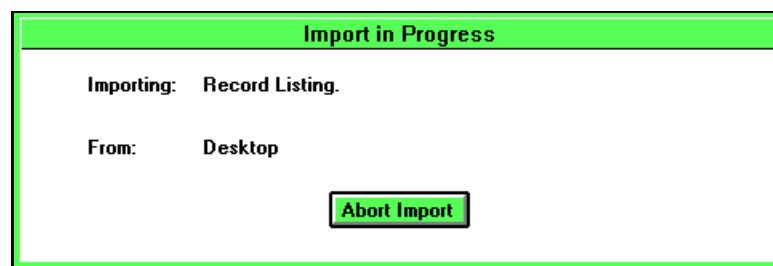 Import in Progress
Importing: Record Listing.
From: Desktop
Abort Import